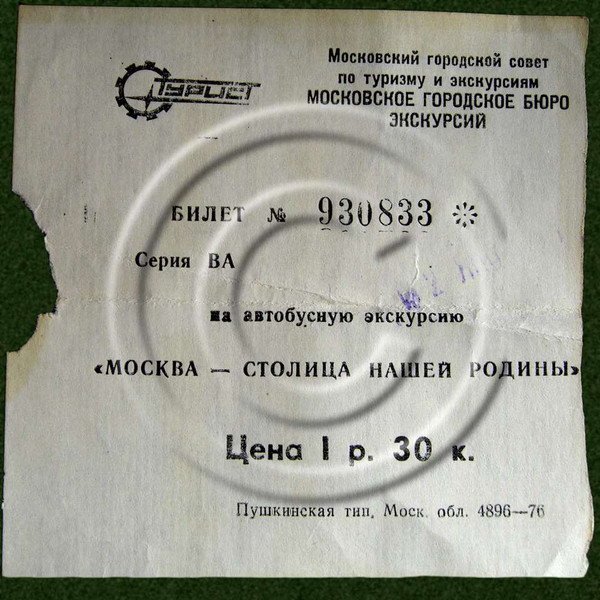 Турист
Московский городской совет
по туризму и экскурсиям
МОСКОВСКОЕ ГОРОДСКОЕ БЮРО
ЭКСКУРСИЙ
БИЛЕТ № 930833
Серия ВА
на автобусную экскурсию
«МОСКВА — СТОЛИЦА НАШЕЙ РОДИНЫ»
Цена 1 р. 30 к.
Пушкинская тип. Моск. обл. 4896—76